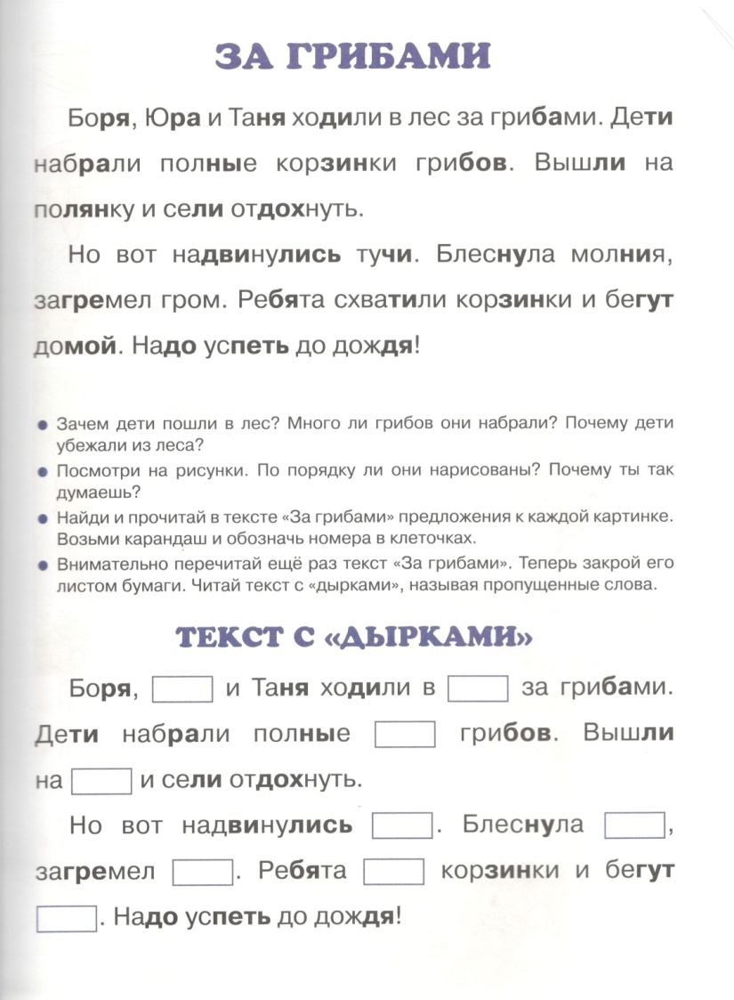 ЗА ГРИБАМИ
Боря, Юра и Таня ходили в лес за грибами. Дети
набрали полные корзинки грибов. Вышли на
полянку и сели отдохнуть.
Но вот надвинулись тучи. Блеснула молния,
загремел гром. Ребята схватили корзинки и бегут
домой. Надо успеть до дождя!
● Зачем дети пошли в лес? Много ли грибов они набрали? Почему дети
убежали из леса?
● Посмотри на рисунки. По порядку ли они нарисованы? Почему ты так
думаешь?
● Найди и прочитай в тексте «За грибами» предложения к каждой картинке.
Возьми карандаш и обозначь номера в клеточках.
● Внимательно перечитай ещё раз текст «За грибами». Теперь закрой его
листом бумаги. Читай текст с «дырками», называя пропущенные слова.
ТЕКСТ С «ДЫРКАМИ»
Боря, и Таня ходили в за грибами.
Дети набрали полные грибов. Вышли
на и сели отдохнуть.
Но вот надвинулись . Блеснула ,
загремел . Ребята корзинки и бегут
. Надо успеть до дождя!